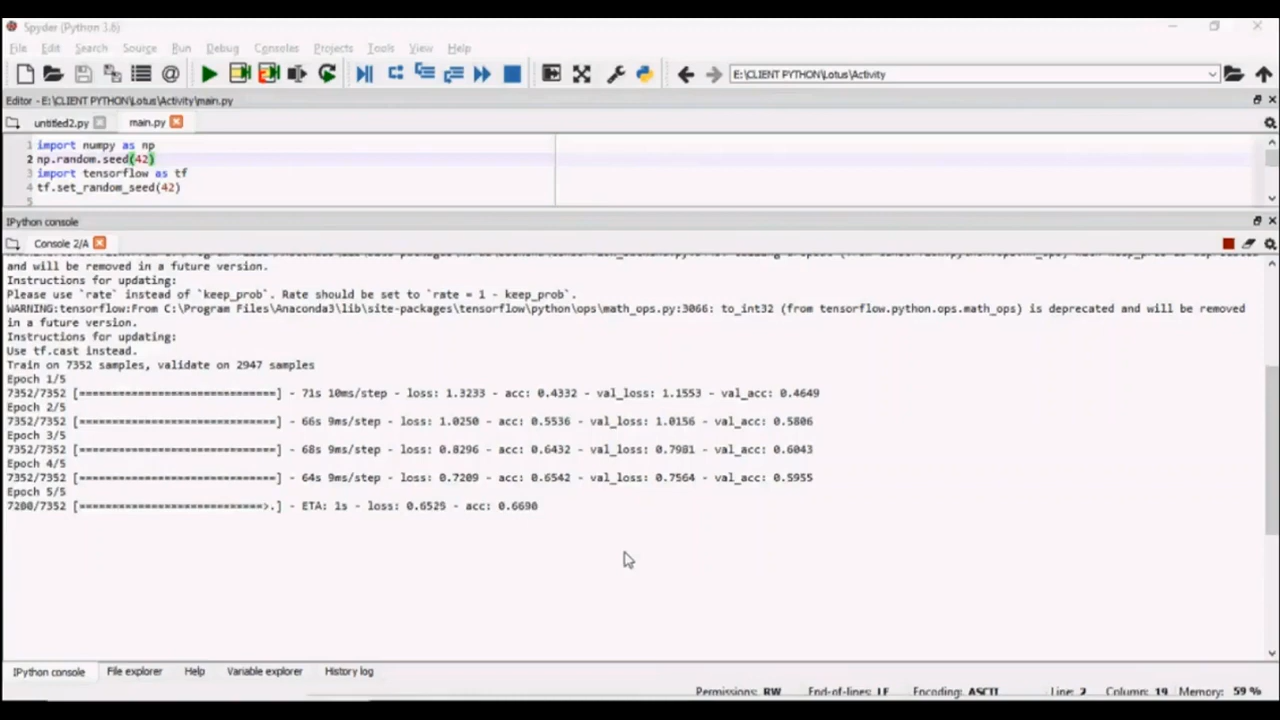 Spyder (Python 3.6)
File Edit Search Source Run Debug Consoles Projects Tools View Help
E:\CLIENT PYTHON\Lotus\Activity
Editor - E:\CLIENT PYTHON\Lotus\Activity\main.py
untitled2.py main.py
1 import numpy as np
2 np.random.seed(42)
3 import tensorflow as tf
4 tf.set_random_seed(42)
5
IPython console
Console 2/A
and will be removed in a future version.
Instructions for updating:
Please use `rate` instead of `keep_prob`. Rate should be set to `rate = 1 - keep_prob`.
WARNING:tensorflow:From C:\Program Files\Anaconda3\lib\site-packages\tensorflow\python\ops\math_ops.py:3066: to_int32 (from tensorflow.python.ops.math_ops) is deprecated and will be removed
in a future version.
Instructions for updating:
Use tf.cast instead.
Train on 7352 samples, validate on 2947 samples
Epoch 1/5
7352/7352 [==============================] - 71s 10ms/step - loss: 1.3233 - acc: 0.4332 - val_loss: 1.1553 - val_acc: 0.4649
Epoch 2/5
7352/7352 [==============================] - 66s 9ms/step - loss: 1.0250 - acc: 0.5536 - val_loss: 1.0156 - val_acc: 0.5806
Epoch 3/5
7352/7352 [==============================] - 68s 9ms/step - loss: 0.8296 - acc: 0.6432 - val_loss: 0.7981 - val_acc: 0.6043
Epoch 4/5
7352/7352 [==============================] - 64s 9ms/step - loss: 0.7209 - acc: 0.6542 - val_loss: 0.7564 - val_acc: 0.5955
Epoch 5/5
7200/7352 [============================>.] - ETA: 1s - loss: 0.6529 - acc: 0.6690
IPython console File explorer Help Variable explorer History log
Permissions: RW End-of-lines: LF Encoding: ASCII Line: 2 Column: 19 Memory: 59 %